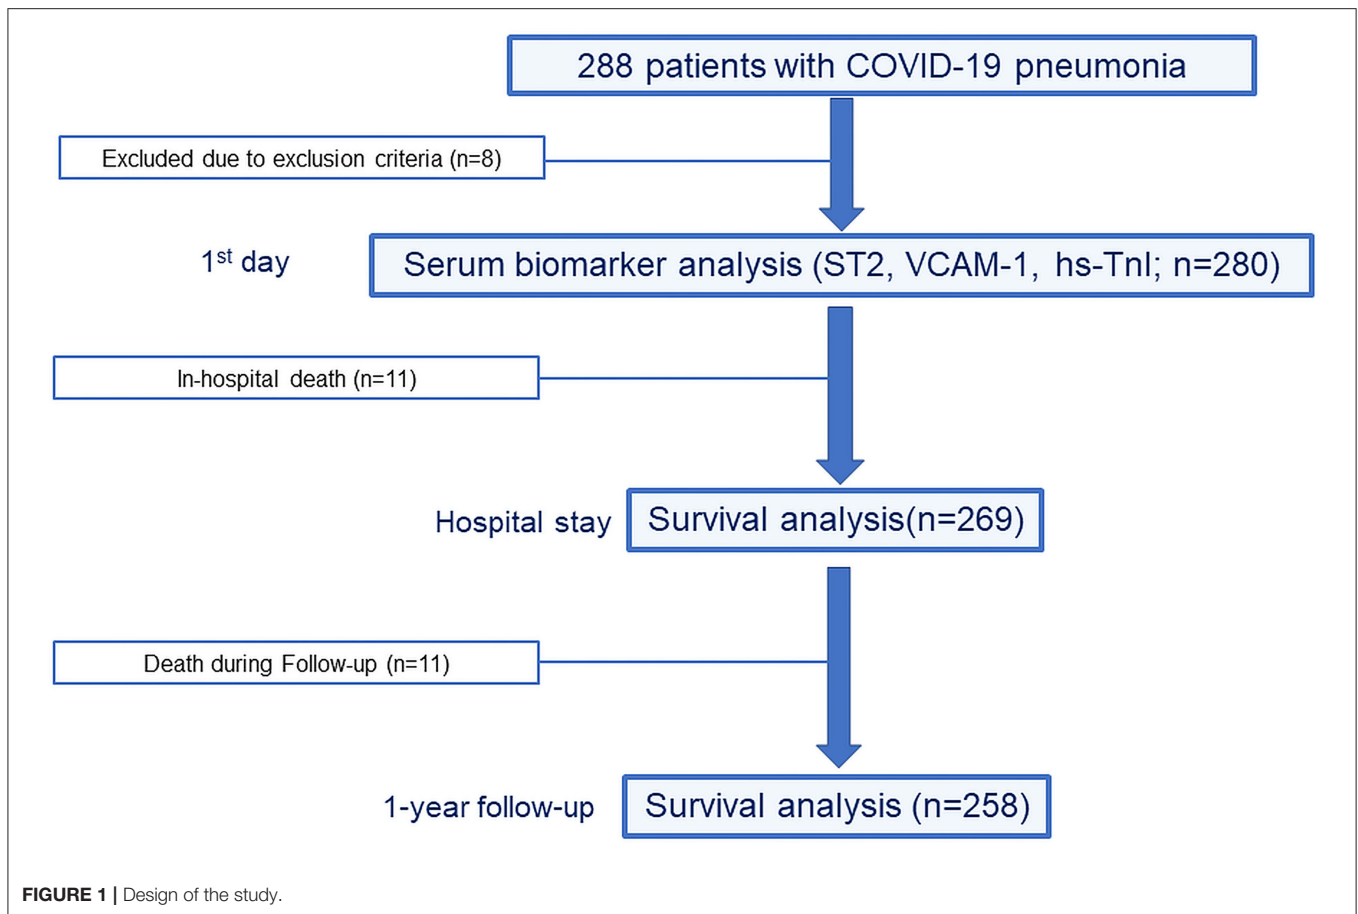 288 patients with COVID-19 pneumonia
Excluded due to exclusion criteria (n=8)
1st day
Serum biomarker analysis (ST2, VCAM-1, hs-TnI; n=280)
In-hospital death (n=11)
Hospital stay
Survival analysis(n=269)
Death during Follow-up (n=11)
1-year follow-up
Survival analysis (n=258)
FIGURE 1 | Design of the study.